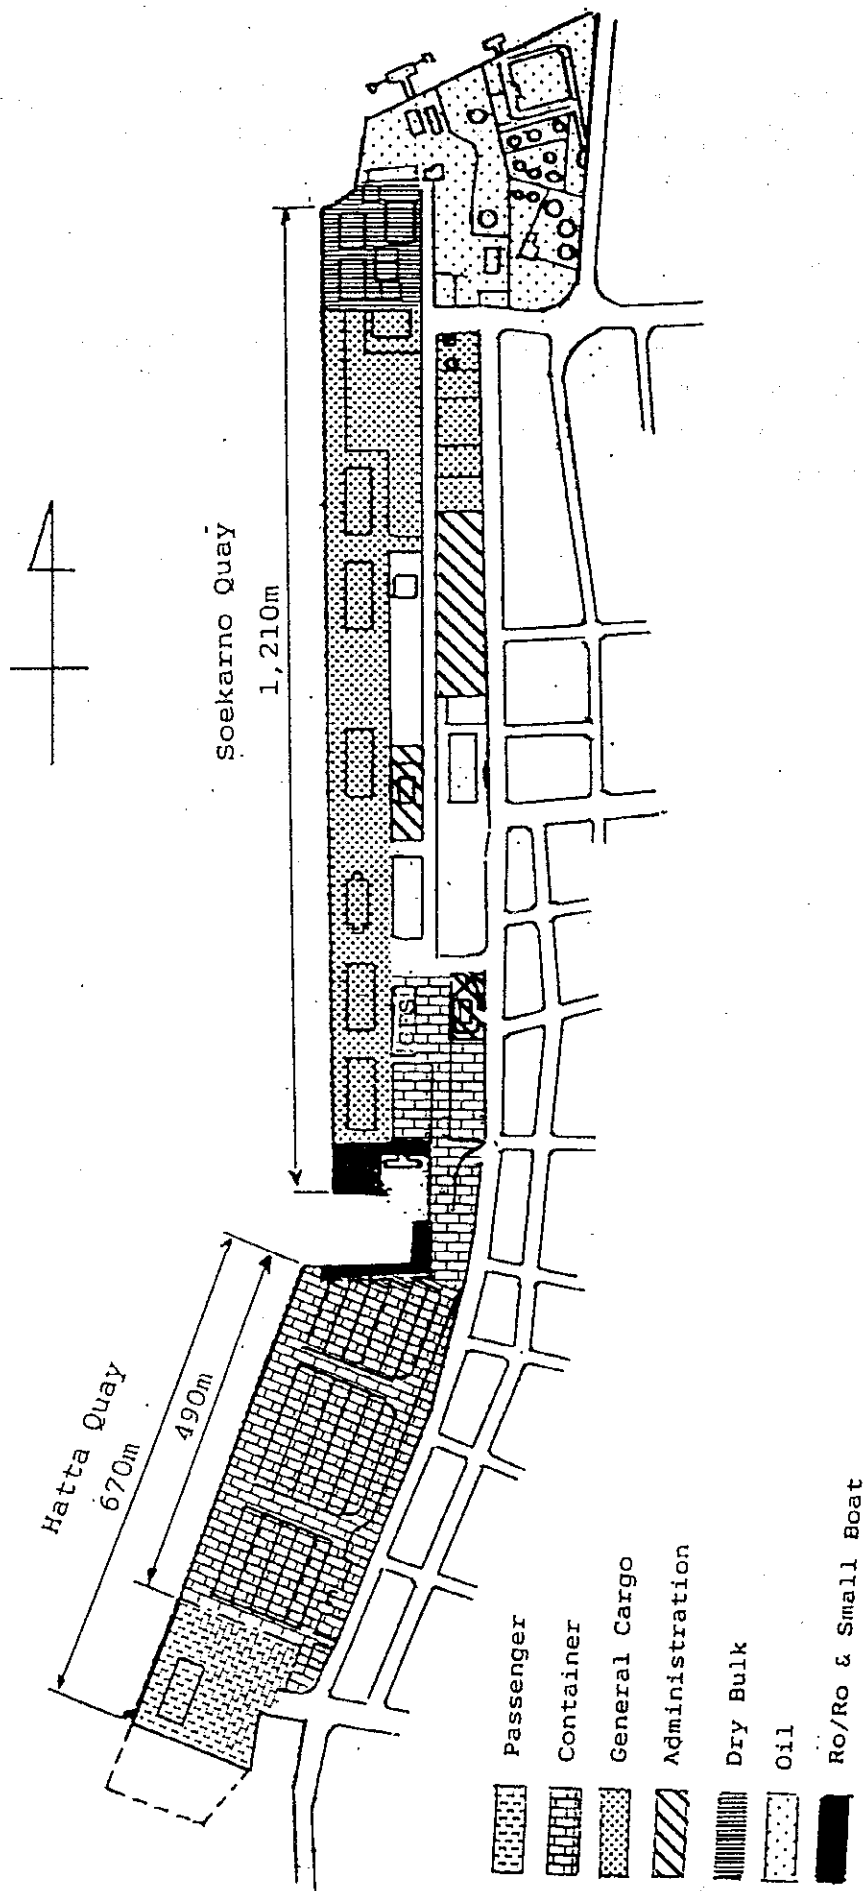 Soekarno Quay
1,210m
Hatta Quay
670m
490m
CFS
Passenger
Container
General Cargo
Administration
Dry Bulk
Oil
Ro/Ro & Small Boat